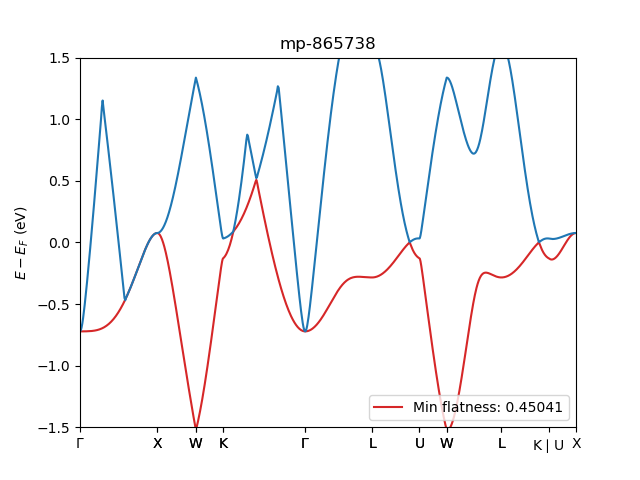 mp-865738
E − E_F (eV)
1.5
1.0
0.5
0.0
−0.5
−1.0
−1.5
Min flatness: 0.45041
Γ X W K Γ L U W L K | U X